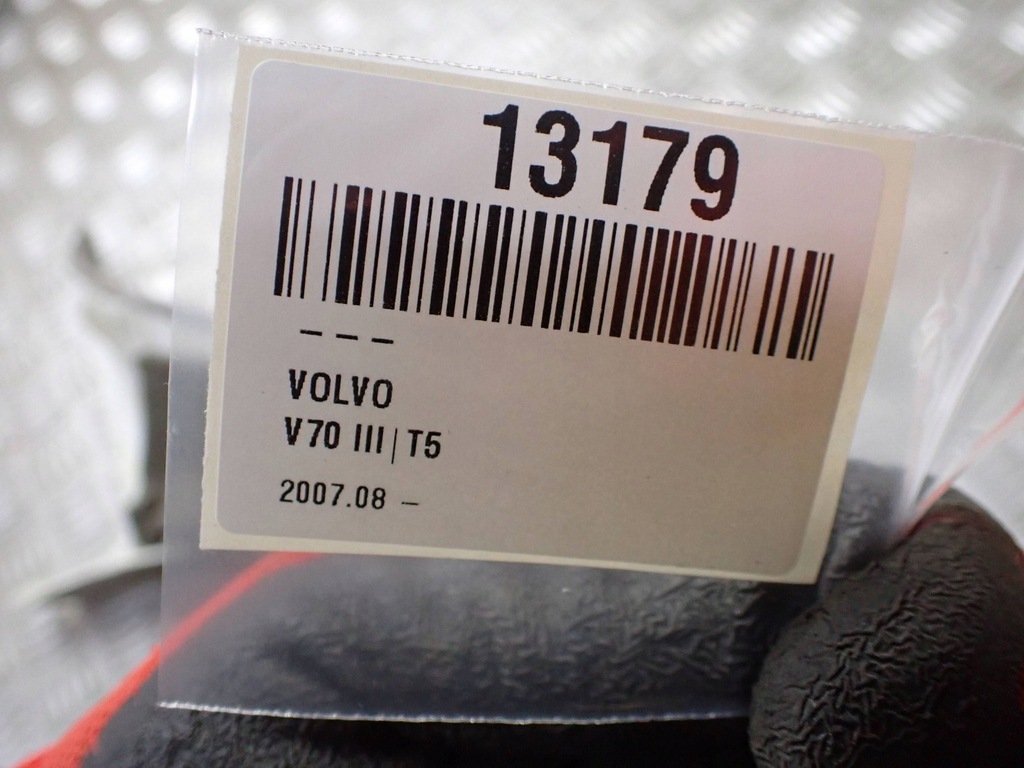 13179
– – –
VOLVO
V70 III | T5
2007.08 –